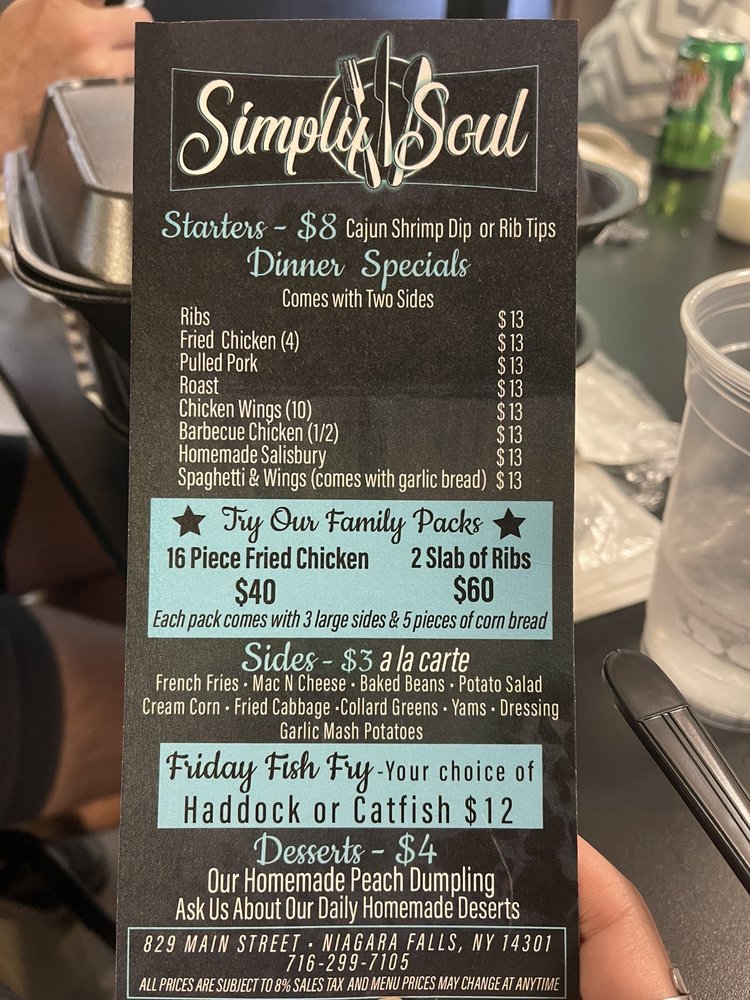 Simply Soul
Starters - $8 Cajun Shrimp Dip or Rib Tips
Dinner Specials
Comes with Two Sides
Ribs $13
Fried Chicken (4) $13
Pulled Pork $13
Roast $13
Chicken Wings (10) $13
Barbecue Chicken (1/2) $13
Homemade Salisbury $13
Spaghetti & Wings (comes with garlic bread) $13
★ Try Our Family Packs ★
16 Piece Fried Chicken 2 Slab of Ribs
$40 $60
Each pack comes with 3 large sides & 5 pieces of corn bread
Sides - $3 a la carte
French Fries • Mac N Cheese • Baked Beans • Potato Salad
Cream Corn • Fried Cabbage •Collard Greens • Yams • Dressing
Garlic Mash Potatoes
Friday Fish Fry -Your choice of
Haddock or Catfish $12
Desserts - $4
Our Homemade Peach Dumpling
Ask Us About Our Daily Homemade Deserts
829 MAIN STREET • NIAGARA FALLS, NY 14301
716-299-7105
ALL PRICES ARE SUBJECT TO 8% SALES TAX AND MENU PRICES MAY CHANGE AT ANYTIME